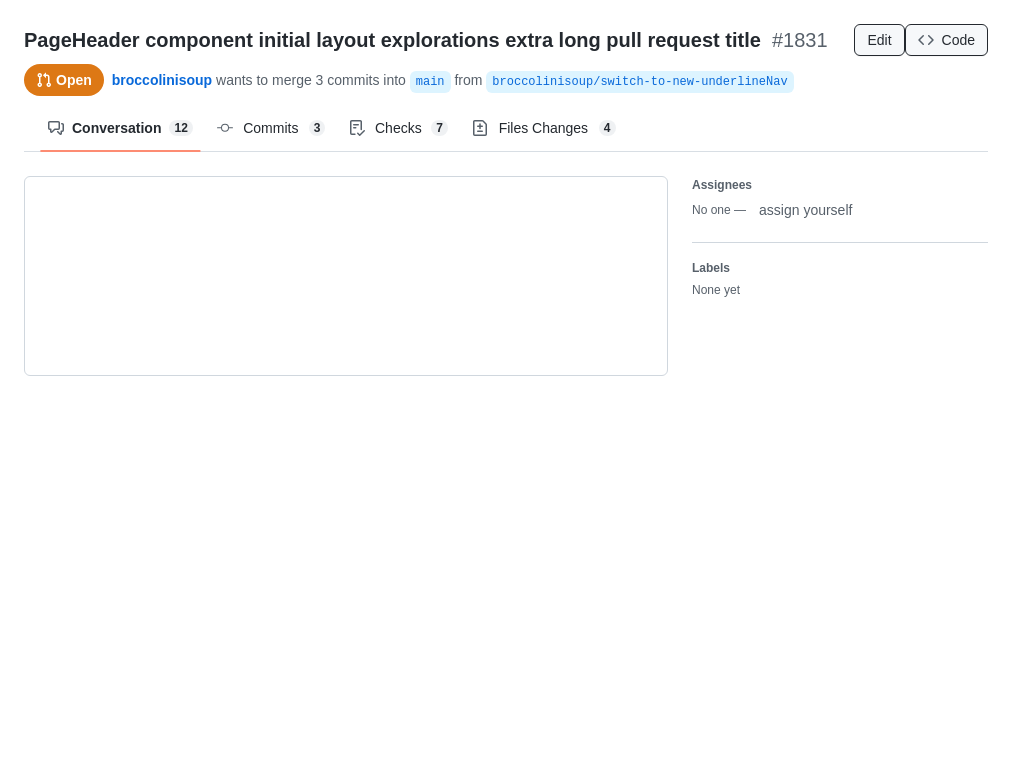 PageHeader component initial layout explorations extra long pull request title #1831
Edit
Code
Open broccolinisoup wants to merge 3 commits into main from broccolinisoup/switch-to-new-underlineNav
Conversation 12 Commits 3 Checks 7 Files Changes 4
Assignees
No one — assign yourself
Labels
None yet